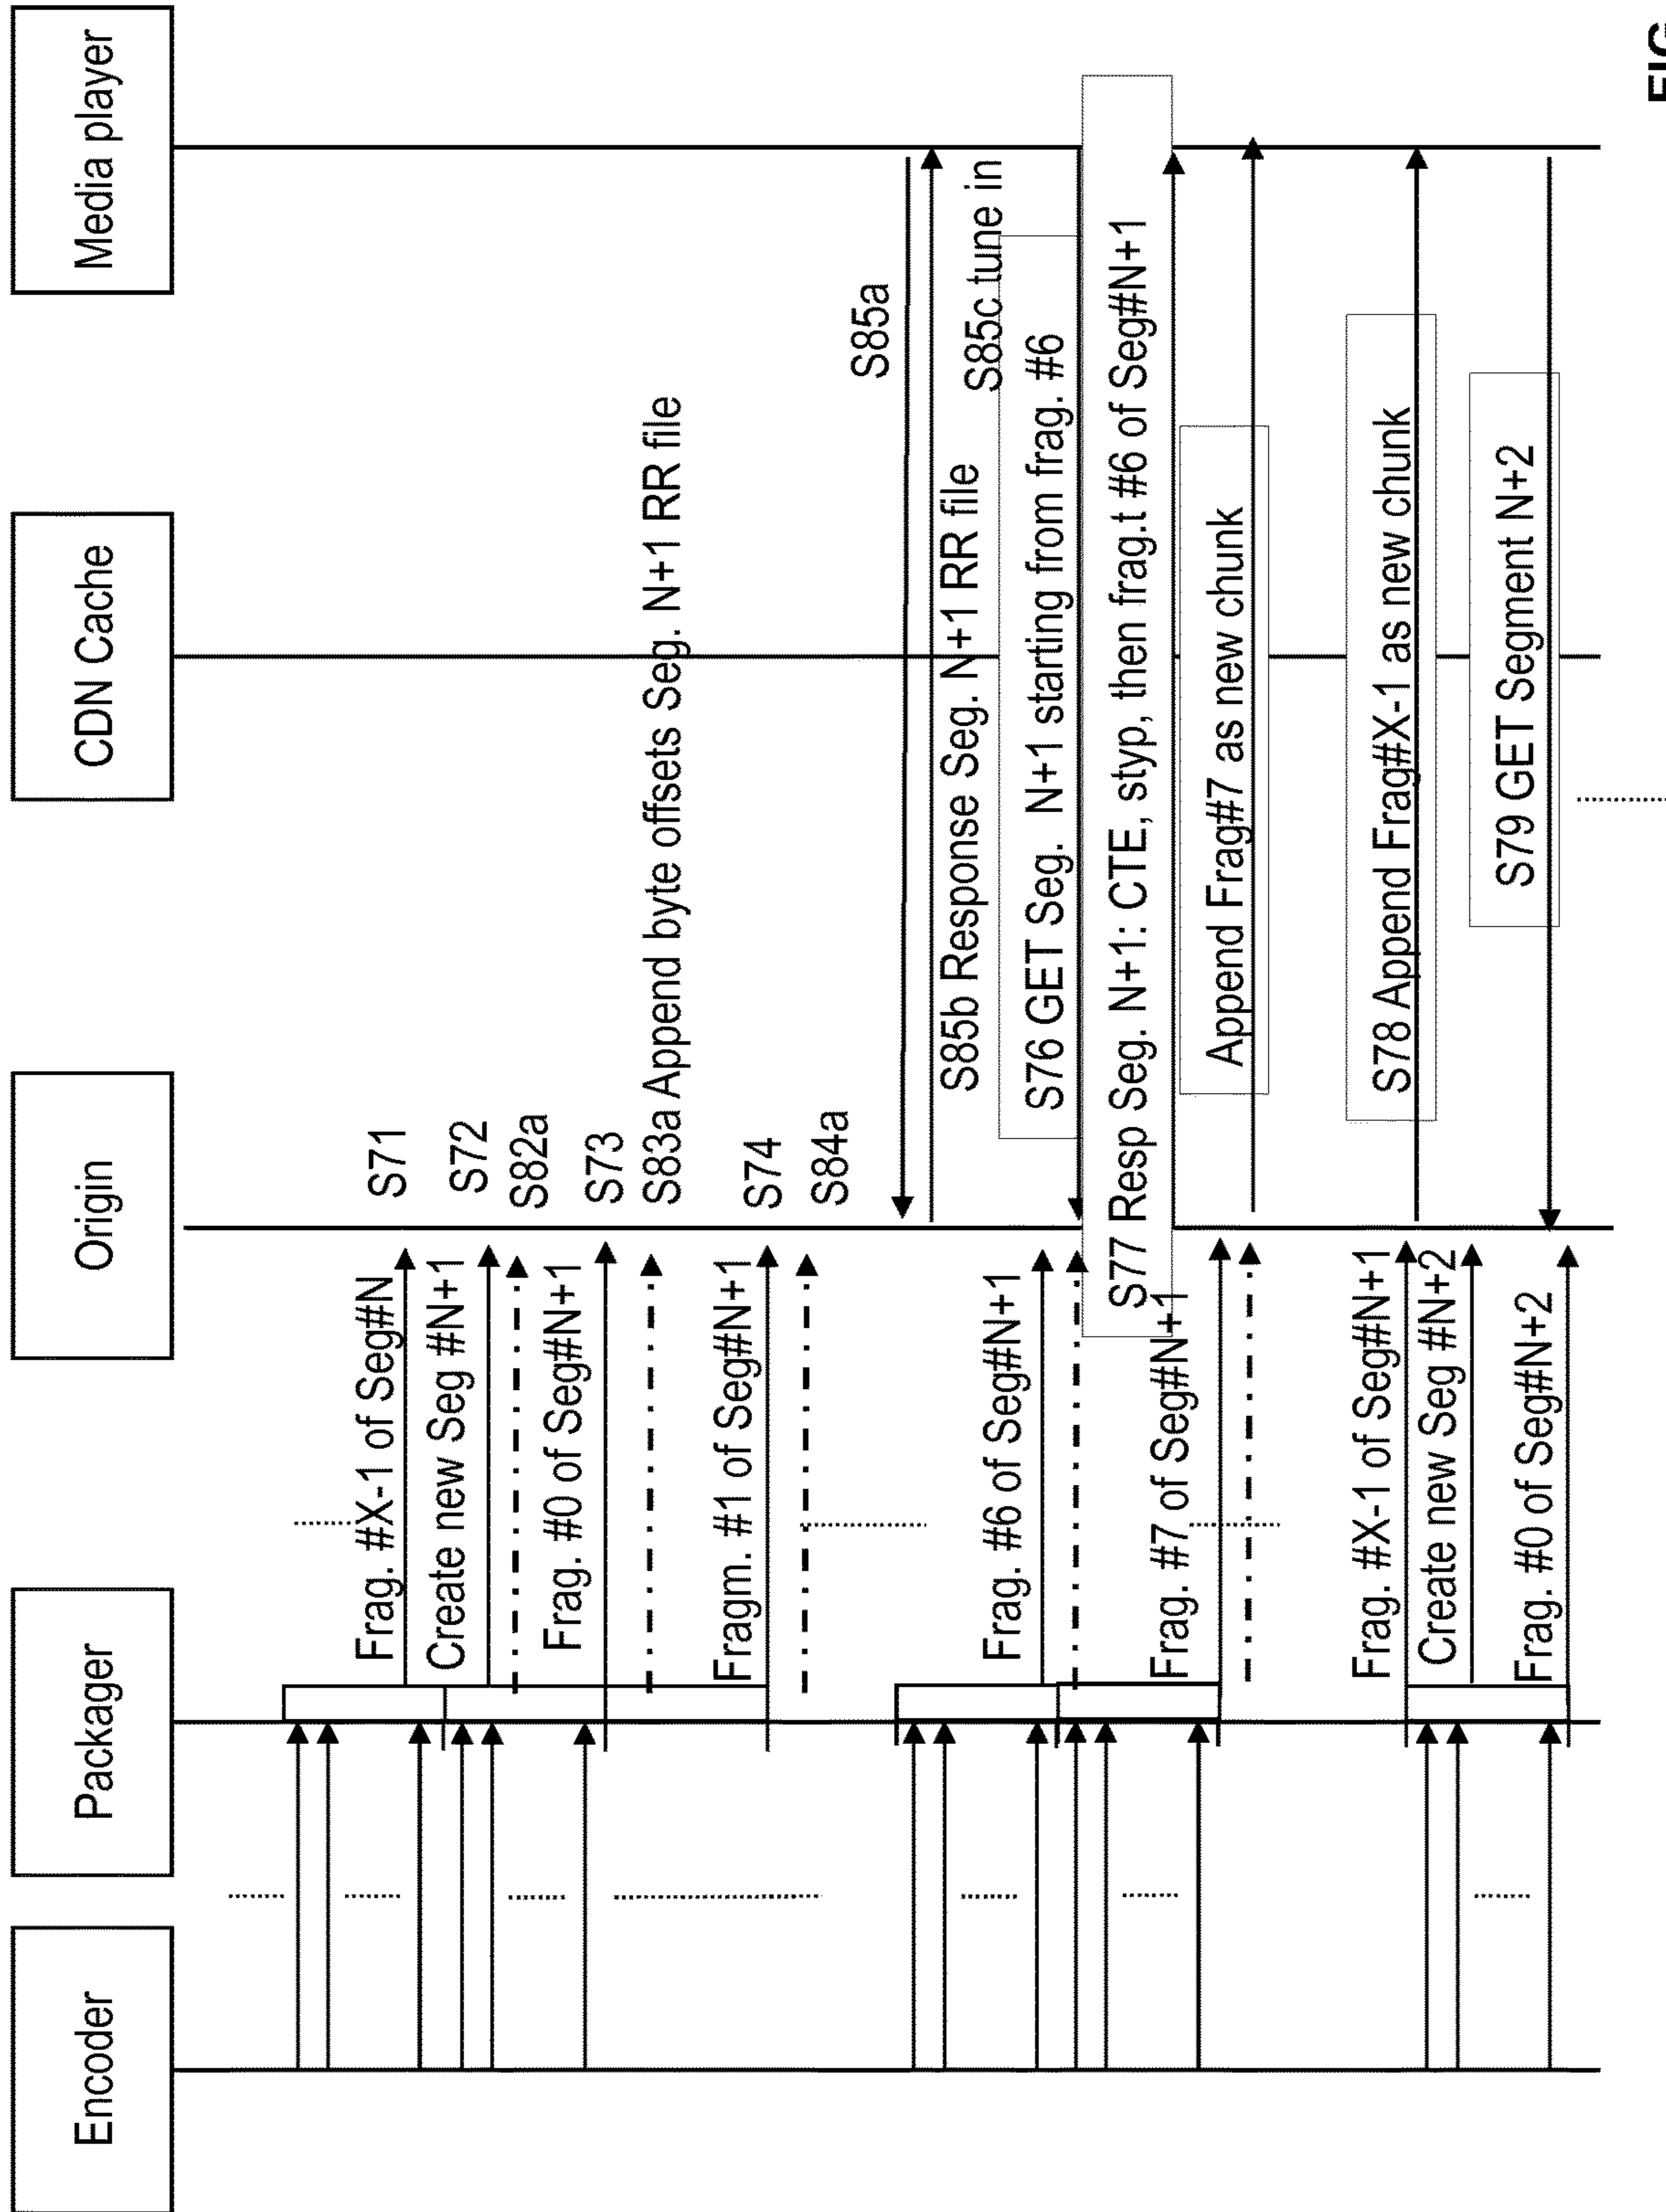 Encoder
Packager
Origin
CDN Cache
Media player
Frag. #X-1 of Seg#N
S71
Create new Seg #N+1
S72
S82a
Frag. #0 of Seg#N+1
S73
S83a Append byte offsets Seg. N+1 RR file
Fragm. #1 of Seg#N+1
S74
S84a
S85a
S85b Response Seg. N+1 RR file
S85c tune in
Frag. #6 of Seg#N+1
S76 GET Seg. N+1 starting from frag. #6
S77 Resp Seg. N+1: CTE, styp, then frag.t #6 of Seg#N+1
Frag. #7 of Seg#N+1
Append Frag#7 as new chunk
Frag. #X-1 of Seg#N+1
S78 Append Frag#X-1 as new chunk
Create new Seg #N+2
Frag. #0 of Seg#N+2
S79 GET Segment N+2